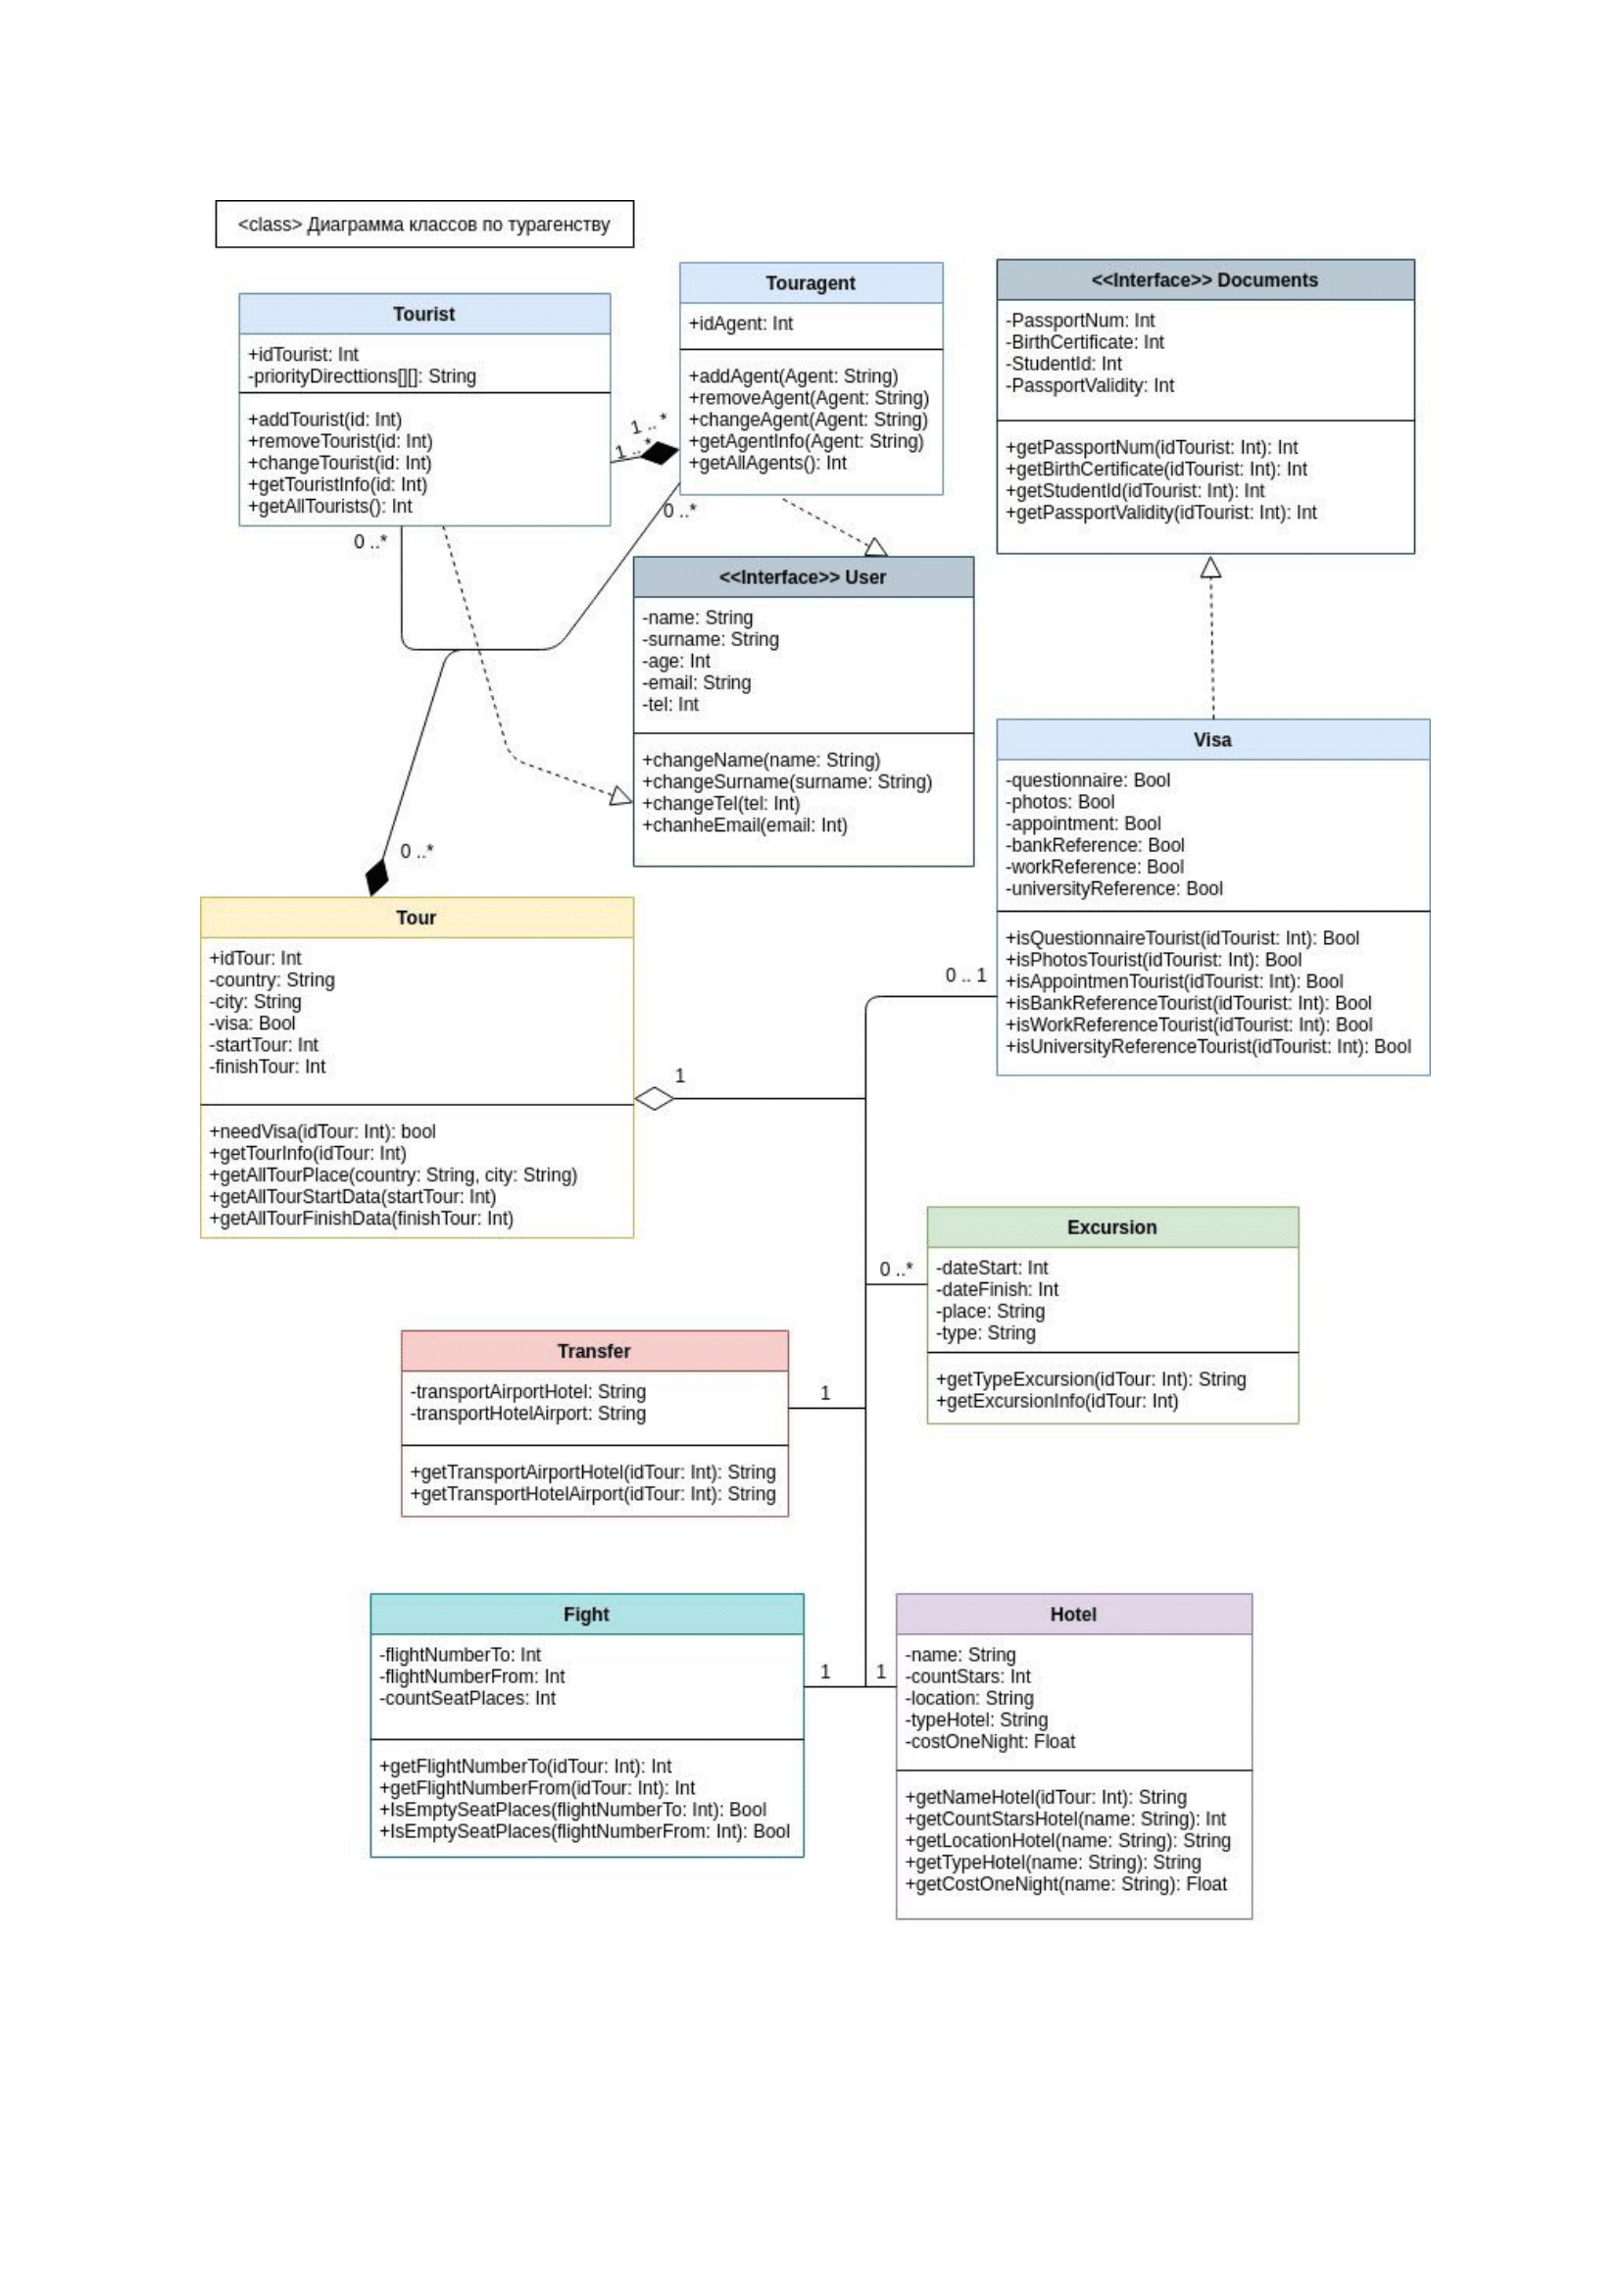 <class> Диаграмма классов по турагенству
Tourist
+idTourist: Int
-priorityDirecttions[][]: String
+addTourist(id: Int)
+removeTourist(id: Int)
+changeTourist(id: Int)
+getTouristInfo(id: Int)
+getAllTourists(): Int
Touragent
+idAgent: Int
+addAgent(Agent: String)
+removeAgent(Agent: String)
+changeAgent(Agent: String)
+getAgentInfo(Agent: String)
+getAllAgents(): Int
<<Interface>> Documents
-PassportNum: Int
-BirthCertificate: Int
-StudentId: Int
-PassportValidity: Int
+getPassportNum(idTourist: Int): Int
+getBirthCertificate(idTourist: Int): Int
+getStudentId(idTourist: Int): Int
+getPassportValidity(idTourist: Int): Int
1 ..*
1 ..*
0 ..*
0 ..*
<<Interface>> User
-name: String
-surname: String
-age: Int
-email: String
-tel: Int
+changeName(name: String)
+changeSurname(surname: String)
+changeTel(tel: Int)
+chanheEmail(email: Int)
Visa
-questionnaire: Bool
-photos: Bool
-appointment: Bool
-bankReference: Bool
-workReference: Bool
-universityReference: Bool
+isQuestionnaireTourist(idTourist: Int): Bool
+isPhotosTourist(idTourist: Int): Bool
+isAppointmenTourist(idTourist: Int): Bool
+isBankReferenceTourist(idTourist: Int): Bool
+isWorkReferenceTourist(idTourist: Int): Bool
+isUniversityReferenceTourist(idTourist: Int): Bool
0 ..*
Tour
+idTour: Int
-country: String
-city: String
-visa: Bool
-startTour: Int
-finishTour: Int
+needVisa(idTour: Int): bool
+getTourInfo(idTour: Int)
+getAllTourPlace(country: String, city: String)
+getAllTourStartData(startTour: Int)
+getAllTourFinishData(finishTour: Int)
0 .. 1
1
Excursion
-dateStart: Int
-dateFinish: Int
-place: String
-type: String
+getTypeExcursion(idTour: Int): String
+getExcursionInfo(idTour: Int)
0 ..*
Transfer
-transportAirportHotel: String
-transportHotelAirport: String
+getTransportAirportHotel(idTour: Int): String
+getTransportHotelAirport(idTour: Int): String
1
Fight
-flightNumberTo: Int
-flightNumberFrom: Int
-countSeatPlaces: Int
+getFlightNumberTo(idTour: Int): Int
+getFlightNumberFrom(idTour: Int): Int
+IsEmptySeatPlaces(flightNumberTo: Int): Bool
+IsEmptySeatPlaces(flightNumberFrom: Int): Bool
1
1
Hotel
-name: String
-countStars: Int
-location: String
-typeHotel: String
-costOneNight: Float
+getNameHotel(idTour: Int): String
+getCountStarsHotel(name: String): Int
+getLocationHotel(name: String): String
+getTypeHotel(name: String): String
+getCostOneNight(name: String): Float